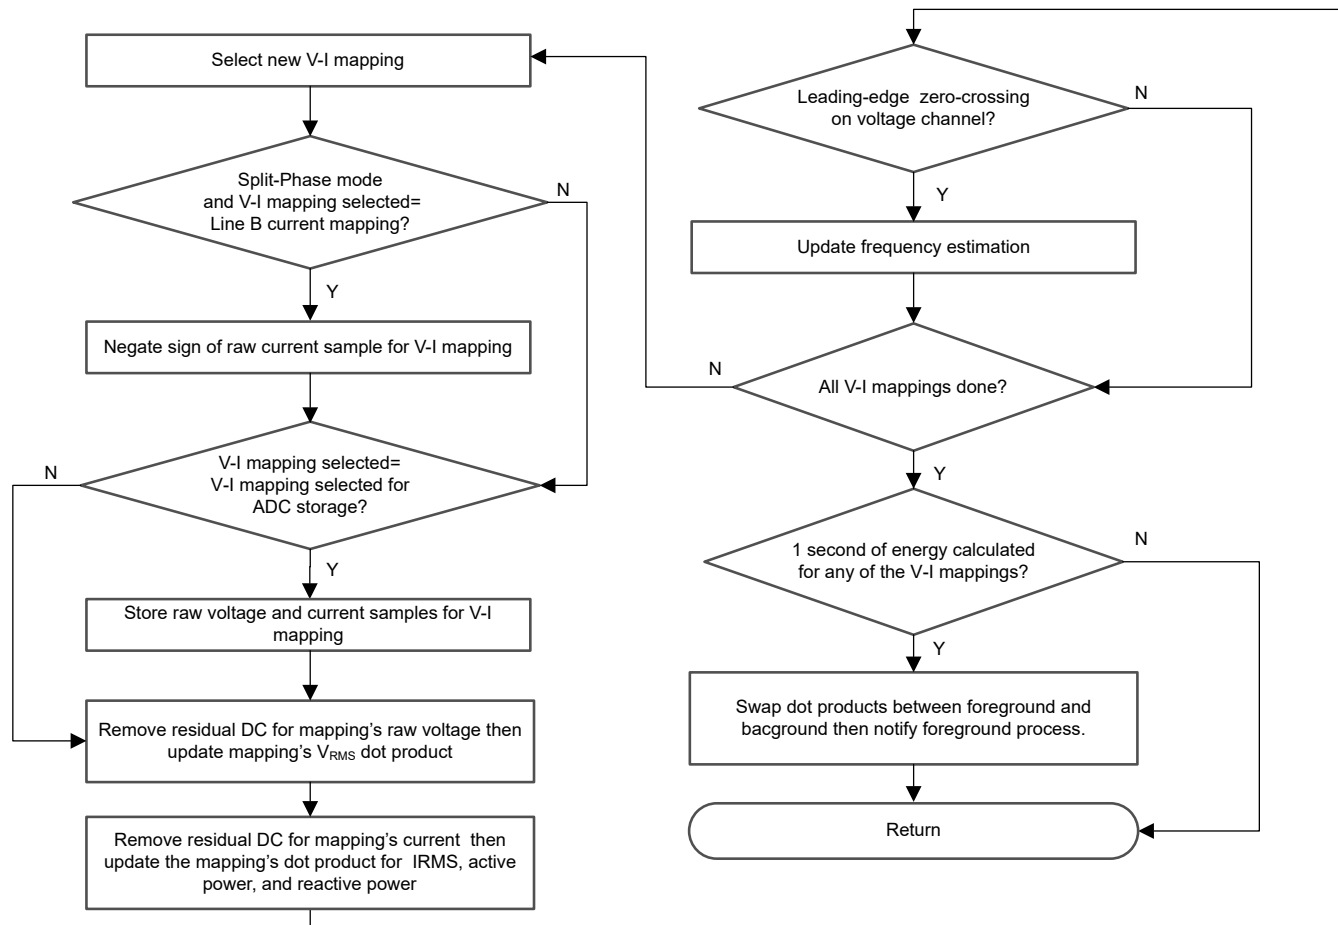 Select new V-I mapping
Split-Phase mode
and V-I mapping selected=
Line B current mapping?
N
Y
Negate sign of raw current sample for V-I mapping
V-I mapping selected=
V-I mapping selected for
ADC storage?
N
Y
Store raw voltage and current samples for V-I
mapping
Remove residual DC for mapping’s raw voltage then
update mapping’s VRMS dot product
Remove residual DC for mapping’s current then
update the mapping’s dot product for IRMS, active
power, and reactive power
Leading-edge zero-crossing
on voltage channel?
N
Y
Update frequency estimation
All V-I mappings done?
N
Y
1 second of energy calculated
for any of the V-I mappings?
N
Y
Swap dot products between foreground and
bacground then notify foreground process.
Return